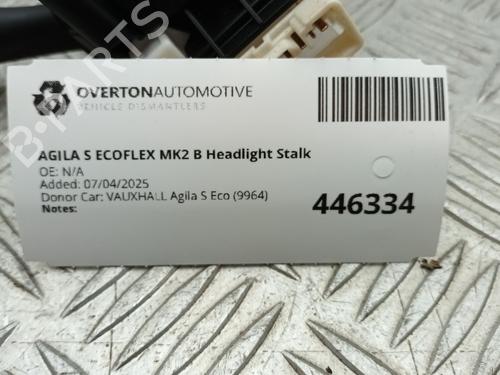 OVERTONAUTOMOTIVE
VEHICLE DISMANTLERS
AGILA S ECOFLEX MK2 B Headlight Stalk
OE: N/A
Added: 07/04/2025
Donor Car: VAUXHALL Agila S Eco (9964)
Notes:
446334
B-PARTS